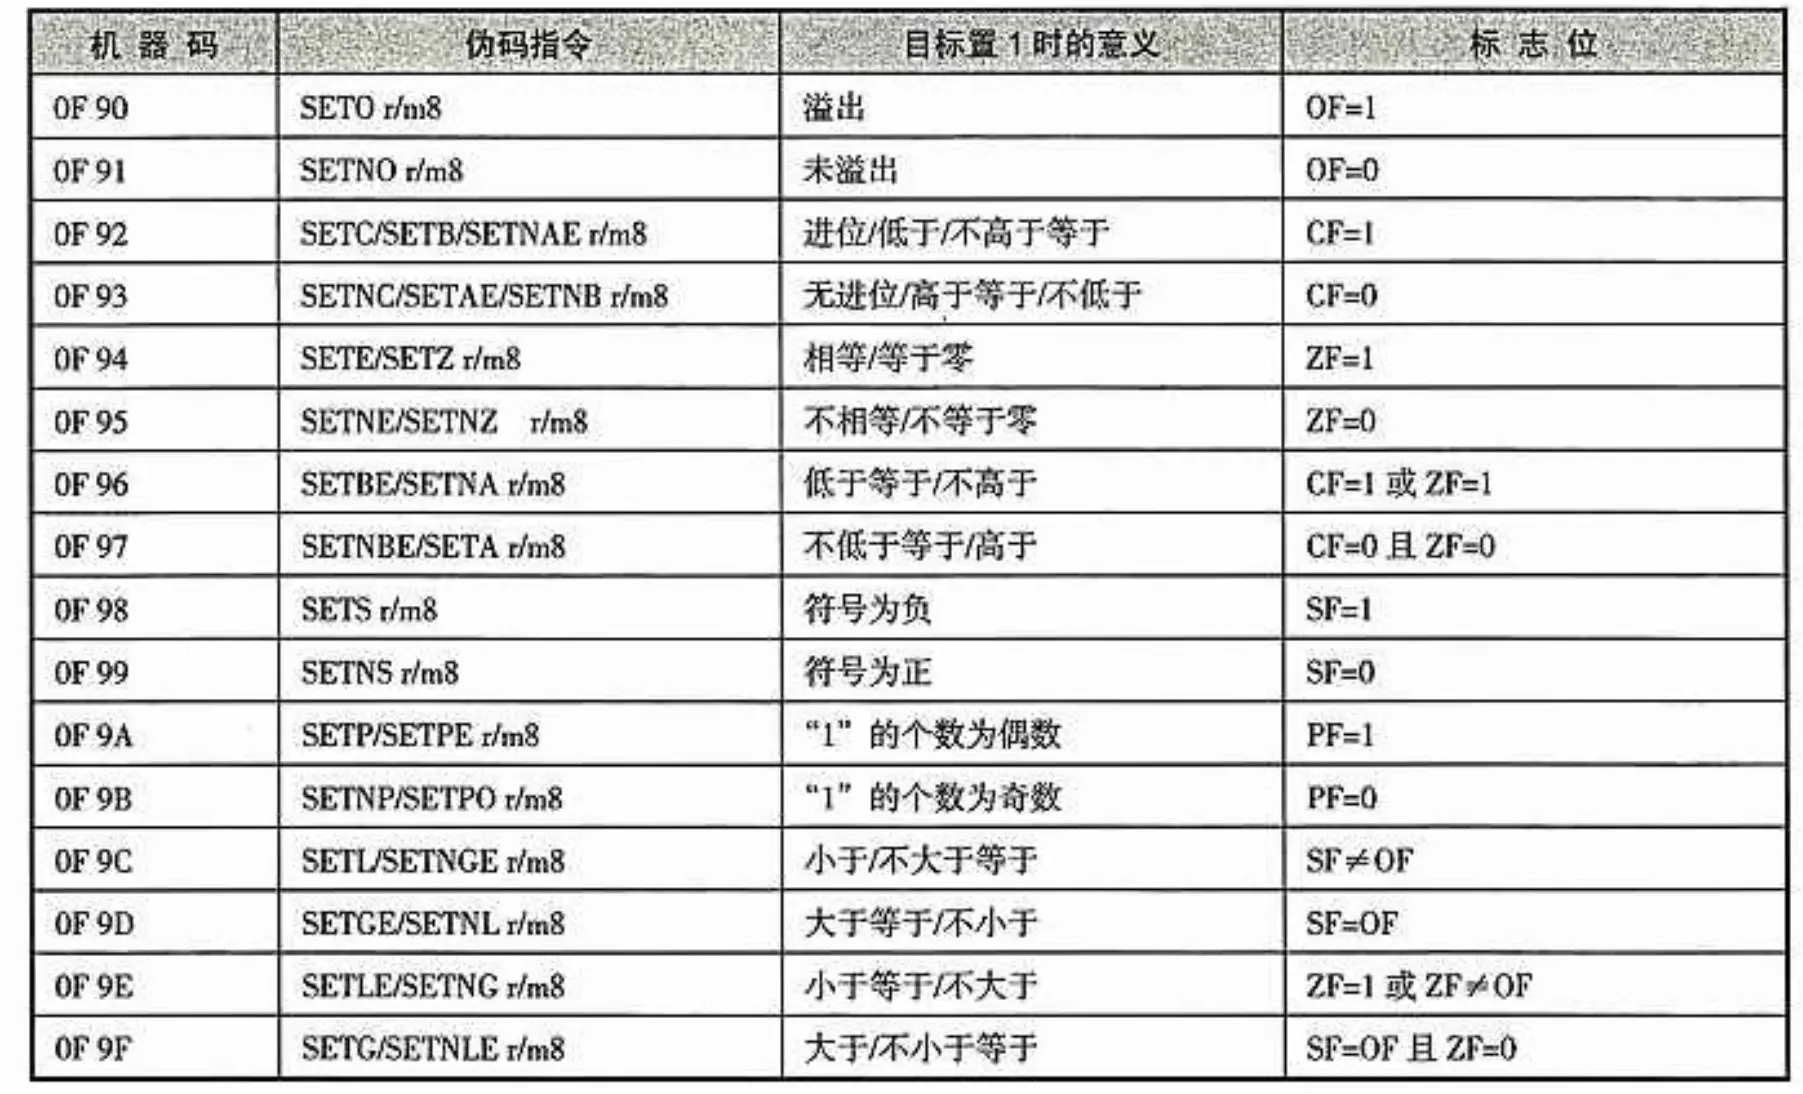 机器码 伪码指令 目标置1时的意义 标志位
0F 90 SETO r/m8 溢出 OF=1
0F 91 SETNO r/m8 未溢出 OF=0
0F 92 SETC/SETB/SETNAE r/m8 进位/低于/不高于等于 CF=1
0F 93 SETNC/SETAE/SETNB r/m8 无进位/高于等于/不低于 CF=0
0F 94 SETE/SETZ r/m8 相等/等于零 ZF=1
0F 95 SETNE/SETNZ r/m8 不相等/不等于零 ZF=0
0F 96 SETBE/SETNA r/m8 低于等于/不高于 CF=1 或 ZF=1
0F 97 SETNBE/SETA r/m8 不低于等于/高于 CF=0 且 ZF=0
0F 98 SETS r/m8 符号为负 SF=1
0F 99 SETNS r/m8 符号为正 SF=0
0F 9A SETP/SETPE r/m8 “1”的个数为偶数 PF=1
0F 9B SETNP/SETPO r/m8 “1”的个数为奇数 PF=0
0F 9C SETL/SETNGE r/m8 小于/不大于等于 SF≠OF
0F 9D SETGE/SETNL r/m8 大于等于/不小于 SF=OF
0F 9E SETLE/SETNG r/m8 小于等于/不大于 ZF=1 或 ZF≠OF
0F 9F SETG/SETNLE r/m8 大于/不小于等于 SF=OF 且 ZF=0